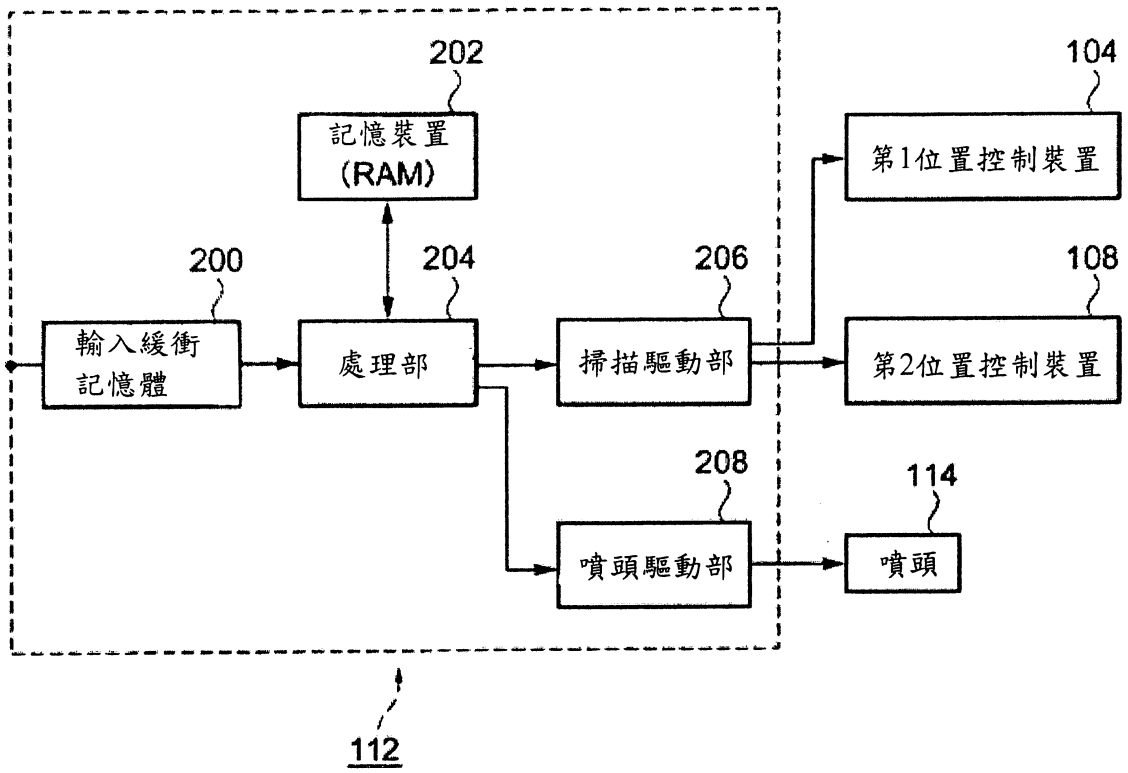 202
104
記憶裝置
(RAM)
第1位置控制裝置
200
204
206
108
輸入緩衝
記憶體
處理部
掃描驅動部
第2位置控制裝置
208
114
噴頭驅動部
噴頭
112